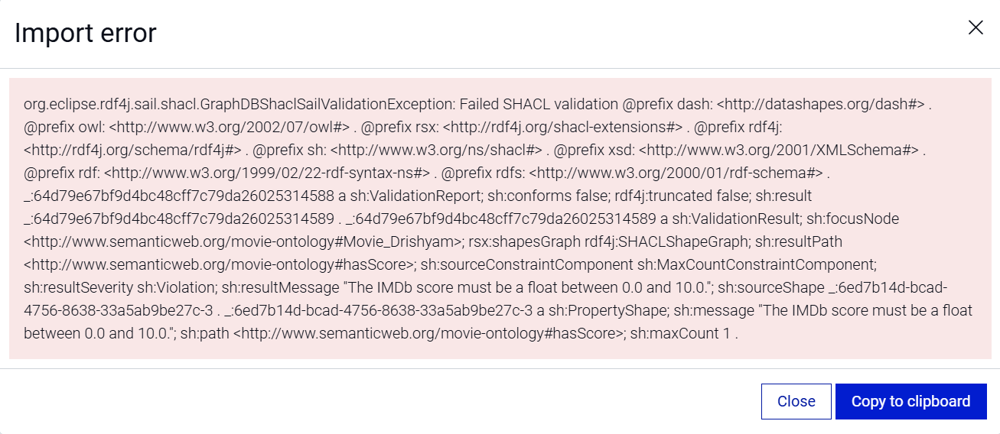 Import error
org.eclipse.rdf4j.sail.shacl.GraphDBShaclSailValidationException: Failed SHACL validation @prefix dash: <http://datashapes.org/dash#> .
@prefix owl: <http://www.w3.org/2002/07/owl#> . @prefix rsx: <http://rdf4j.org/shacl-extensions#> . @prefix rdf4j:
<http://rdf4j.org/schema/rdf4j#> . @prefix sh: <http://www.w3.org/ns/shacl#> . @prefix xsd: <http://www.w3.org/2001/XMLSchema#> .
@prefix rdf: <http://www.w3.org/1999/02/22-rdf-syntax-ns#> . @prefix rdfs: <http://www.w3.org/2000/01/rdf-schema#> .
_:64d79e67bf9d4bc48cff7c79da26025314588 a sh:ValidationReport; sh:conforms false; rdf4j:truncated false; sh:result
_:64d79e67bf9d4bc48cff7c79da26025314589 . _:64d79e67bf9d4bc48cff7c79da26025314589 a sh:ValidationResult; sh:focusNode
<http://www.semanticweb.org/movie-ontology#Movie_Drishyam>; rsx:shapesGraph rdf4j:SHACLShapeGraph; sh:resultPath
<http://www.semanticweb.org/movie-ontology#hasScore>; sh:sourceConstraintComponent sh:MaxCountConstraintComponent;
sh:resultSeverity sh:Violation; sh:resultMessage "The IMDb score must be a float between 0.0 and 10.0."; sh:sourceShape _:6ed7b14d-bcad-
4756-8638-33a5ab9be27c-3 . _:6ed7b14d-bcad-4756-8638-33a5ab9be27c-3 a sh:PropertyShape; sh:message "The IMDb score must be a float
between 0.0 and 10.0."; sh:path <http://www.semanticweb.org/movie-ontology#hasScore>; sh:maxCount 1 .
Close
Copy to clipboard